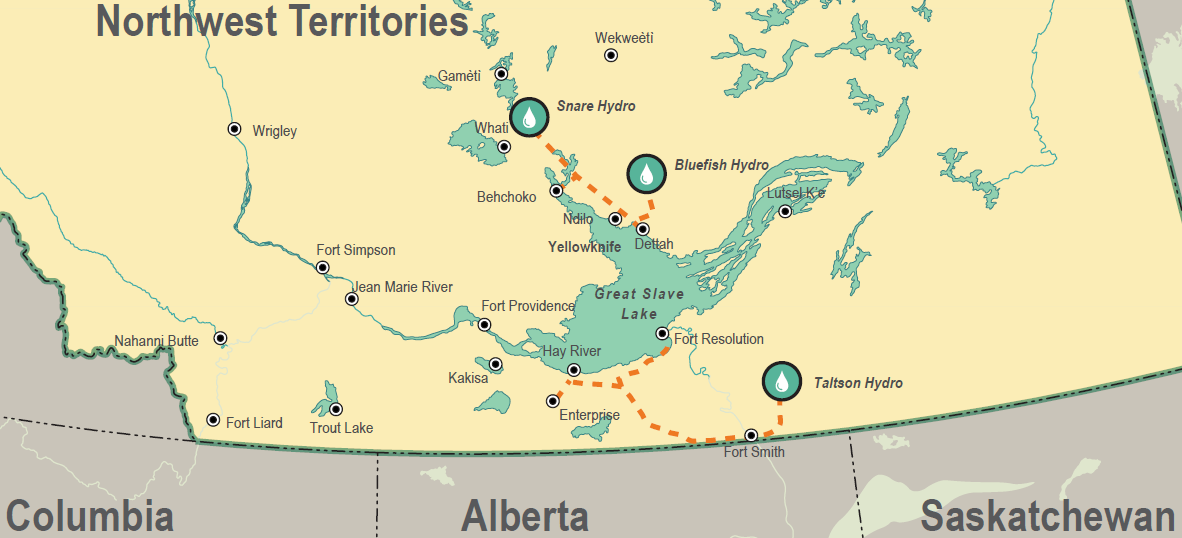 Northwest Territories
Wekweètì
Gamètì
Snare Hydro
Whati
Wrigley
Bluefish Hydro
Behchoko
Lutsel K'e
Ndilo
Yellowknife
Dettah
Fort Simpson
Jean Marie River
Great Slave
Lake
Fort Providence
Nahanni Butte
Hay River
Fort Resolution
Kakisa
Taltson Hydro
Enterprise
Fort Liard
Trout Lake
Fort Smith
Columbia
Alberta
Saskatchewan